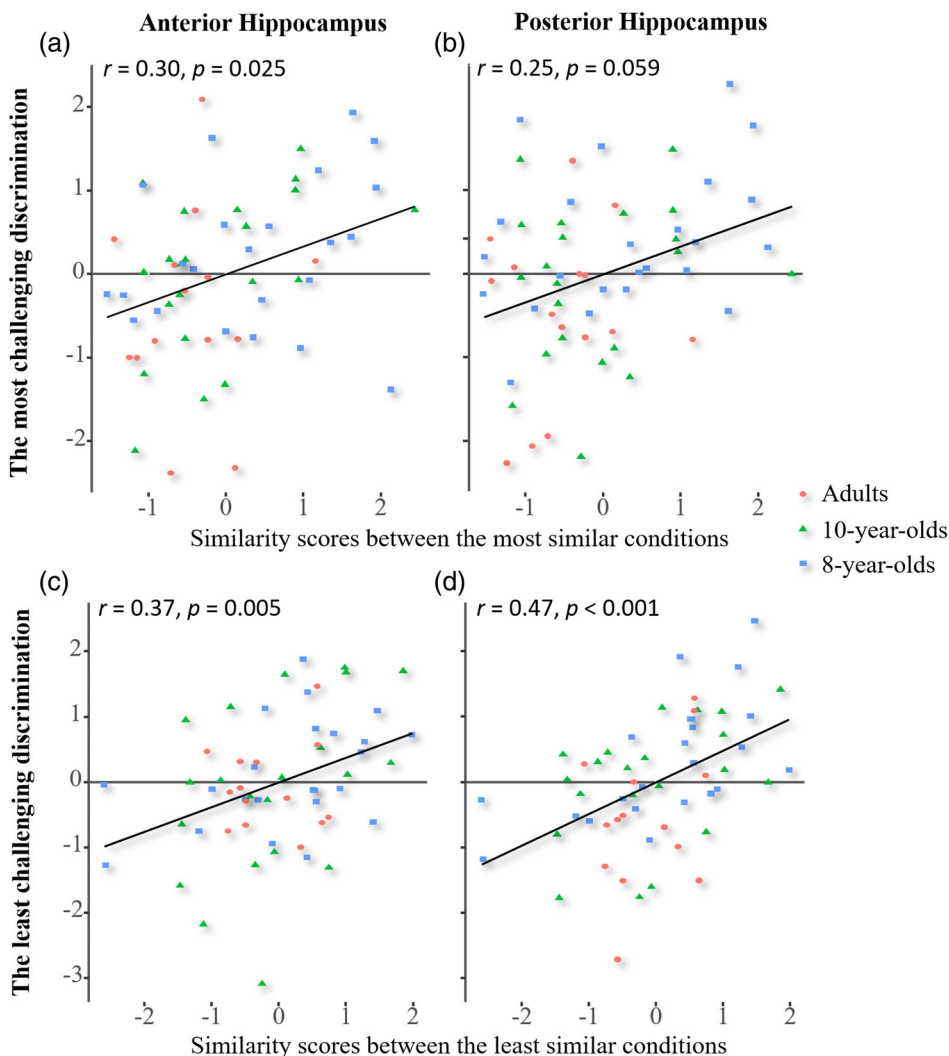 Anterior Hippocampus
Posterior Hippocampus
(a)
(b)
r = 0.30, p = 0.025
r = 0.25, p = 0.059
The most challenging discrimination
2
1
0
-1
-2
-1 0 1 2
-1 0 1 2
Similarity scores between the most similar conditions
Adults
10-year-olds
8-year-olds
(c)
(d)
r = 0.37, p = 0.005
r = 0.47, p < 0.001
The least challenging discrimination
2
1
0
-1
-2
-3
-2 -1 0 1 2
-2 -1 0 1 2
Similarity scores between the least similar conditions